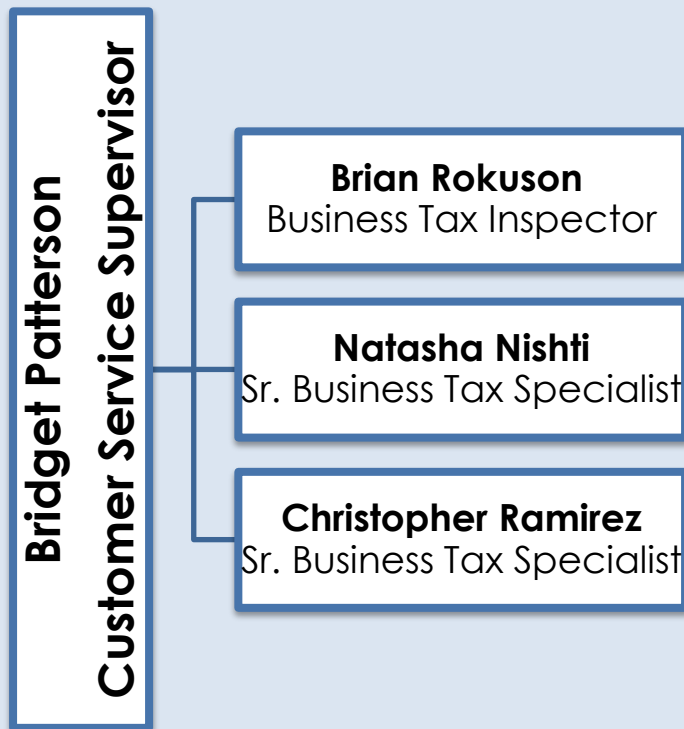 Bridget Patterson
Customer Service Supervisor
Brian Rokuson
Business Tax Inspector
Natasha Nishti
Sr. Business Tax Specialist
Christopher Ramirez
Sr. Business Tax Specialist